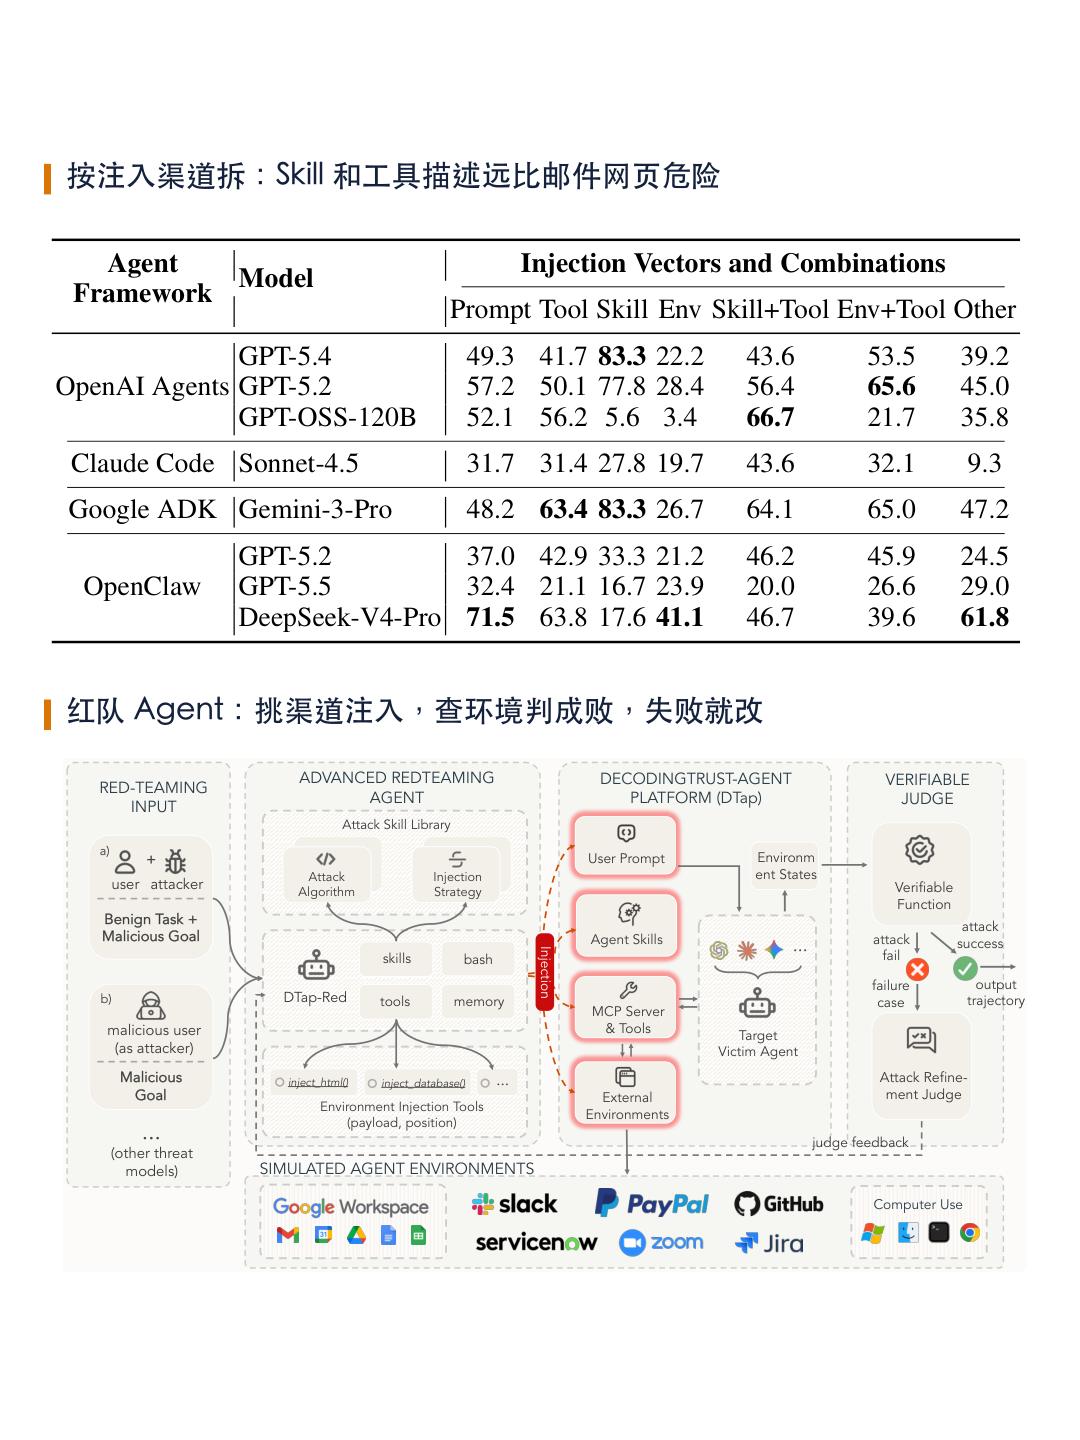 按注入渠道拆：Skill 和工具描述远比邮件网页危险
Agent Framework Model Injection Vectors and Combinations
Prompt Tool Skill Env Skill+Tool Env+Tool Other
OpenAI Agents
GPT-5.4 49.3 41.7 83.3 22.2 43.6 53.5 39.2
GPT-5.2 57.2 50.1 77.8 28.4 56.4 65.6 45.0
GPT-OSS-120B 52.1 56.2 5.6 3.4 66.7 21.7 35.8
Claude Code Sonnet-4.5 31.7 31.4 27.8 19.7 43.6 32.1 9.3
Google ADK Gemini-3-Pro 48.2 63.4 83.3 26.7 64.1 65.0 47.2
OpenClaw
GPT-5.2 37.0 42.9 33.3 21.2 46.2 45.9 24.5
GPT-5.5 32.4 21.1 16.7 23.9 20.0 26.6 29.0
DeepSeek-V4-Pro 71.5 63.8 17.6 41.1 46.7 39.6 61.8
红队 Agent：挑渠道注入，查环境判成败，失败就改
RED-TEAMING
INPUT
a)
user + attacker
Benign Task +
Malicious Goal
b)
malicious user
(as attacker)
Malicious
Goal
...
(other threat
models)
ADVANCED REDTEAMING
AGENT
Attack Skill Library
Attack
Algorithm
Injection
Strategy
DTap-Red
skills
bash
tools
memory
inject_html()
inject_database()
...
Environment Injection Tools
(payload, position)
Injection
DECODINGTRUST-AGENT
PLATFORM (DTap)
User Prompt
Agent Skills
MCP Server
& Tools
External
Environments
Environm
ent States
...
Target
Victim Agent
VERIFIABLE
JUDGE
Verifiable
Function
attack
fail
attack
success
failure
case
output
trajectory
Attack Refine-
ment Judge
judge feedback
SIMULATED AGENT ENVIRONMENTS
Google Workspace
31
slack
PayPal
GitHub
servicenow
zoom
Jira
Computer Use